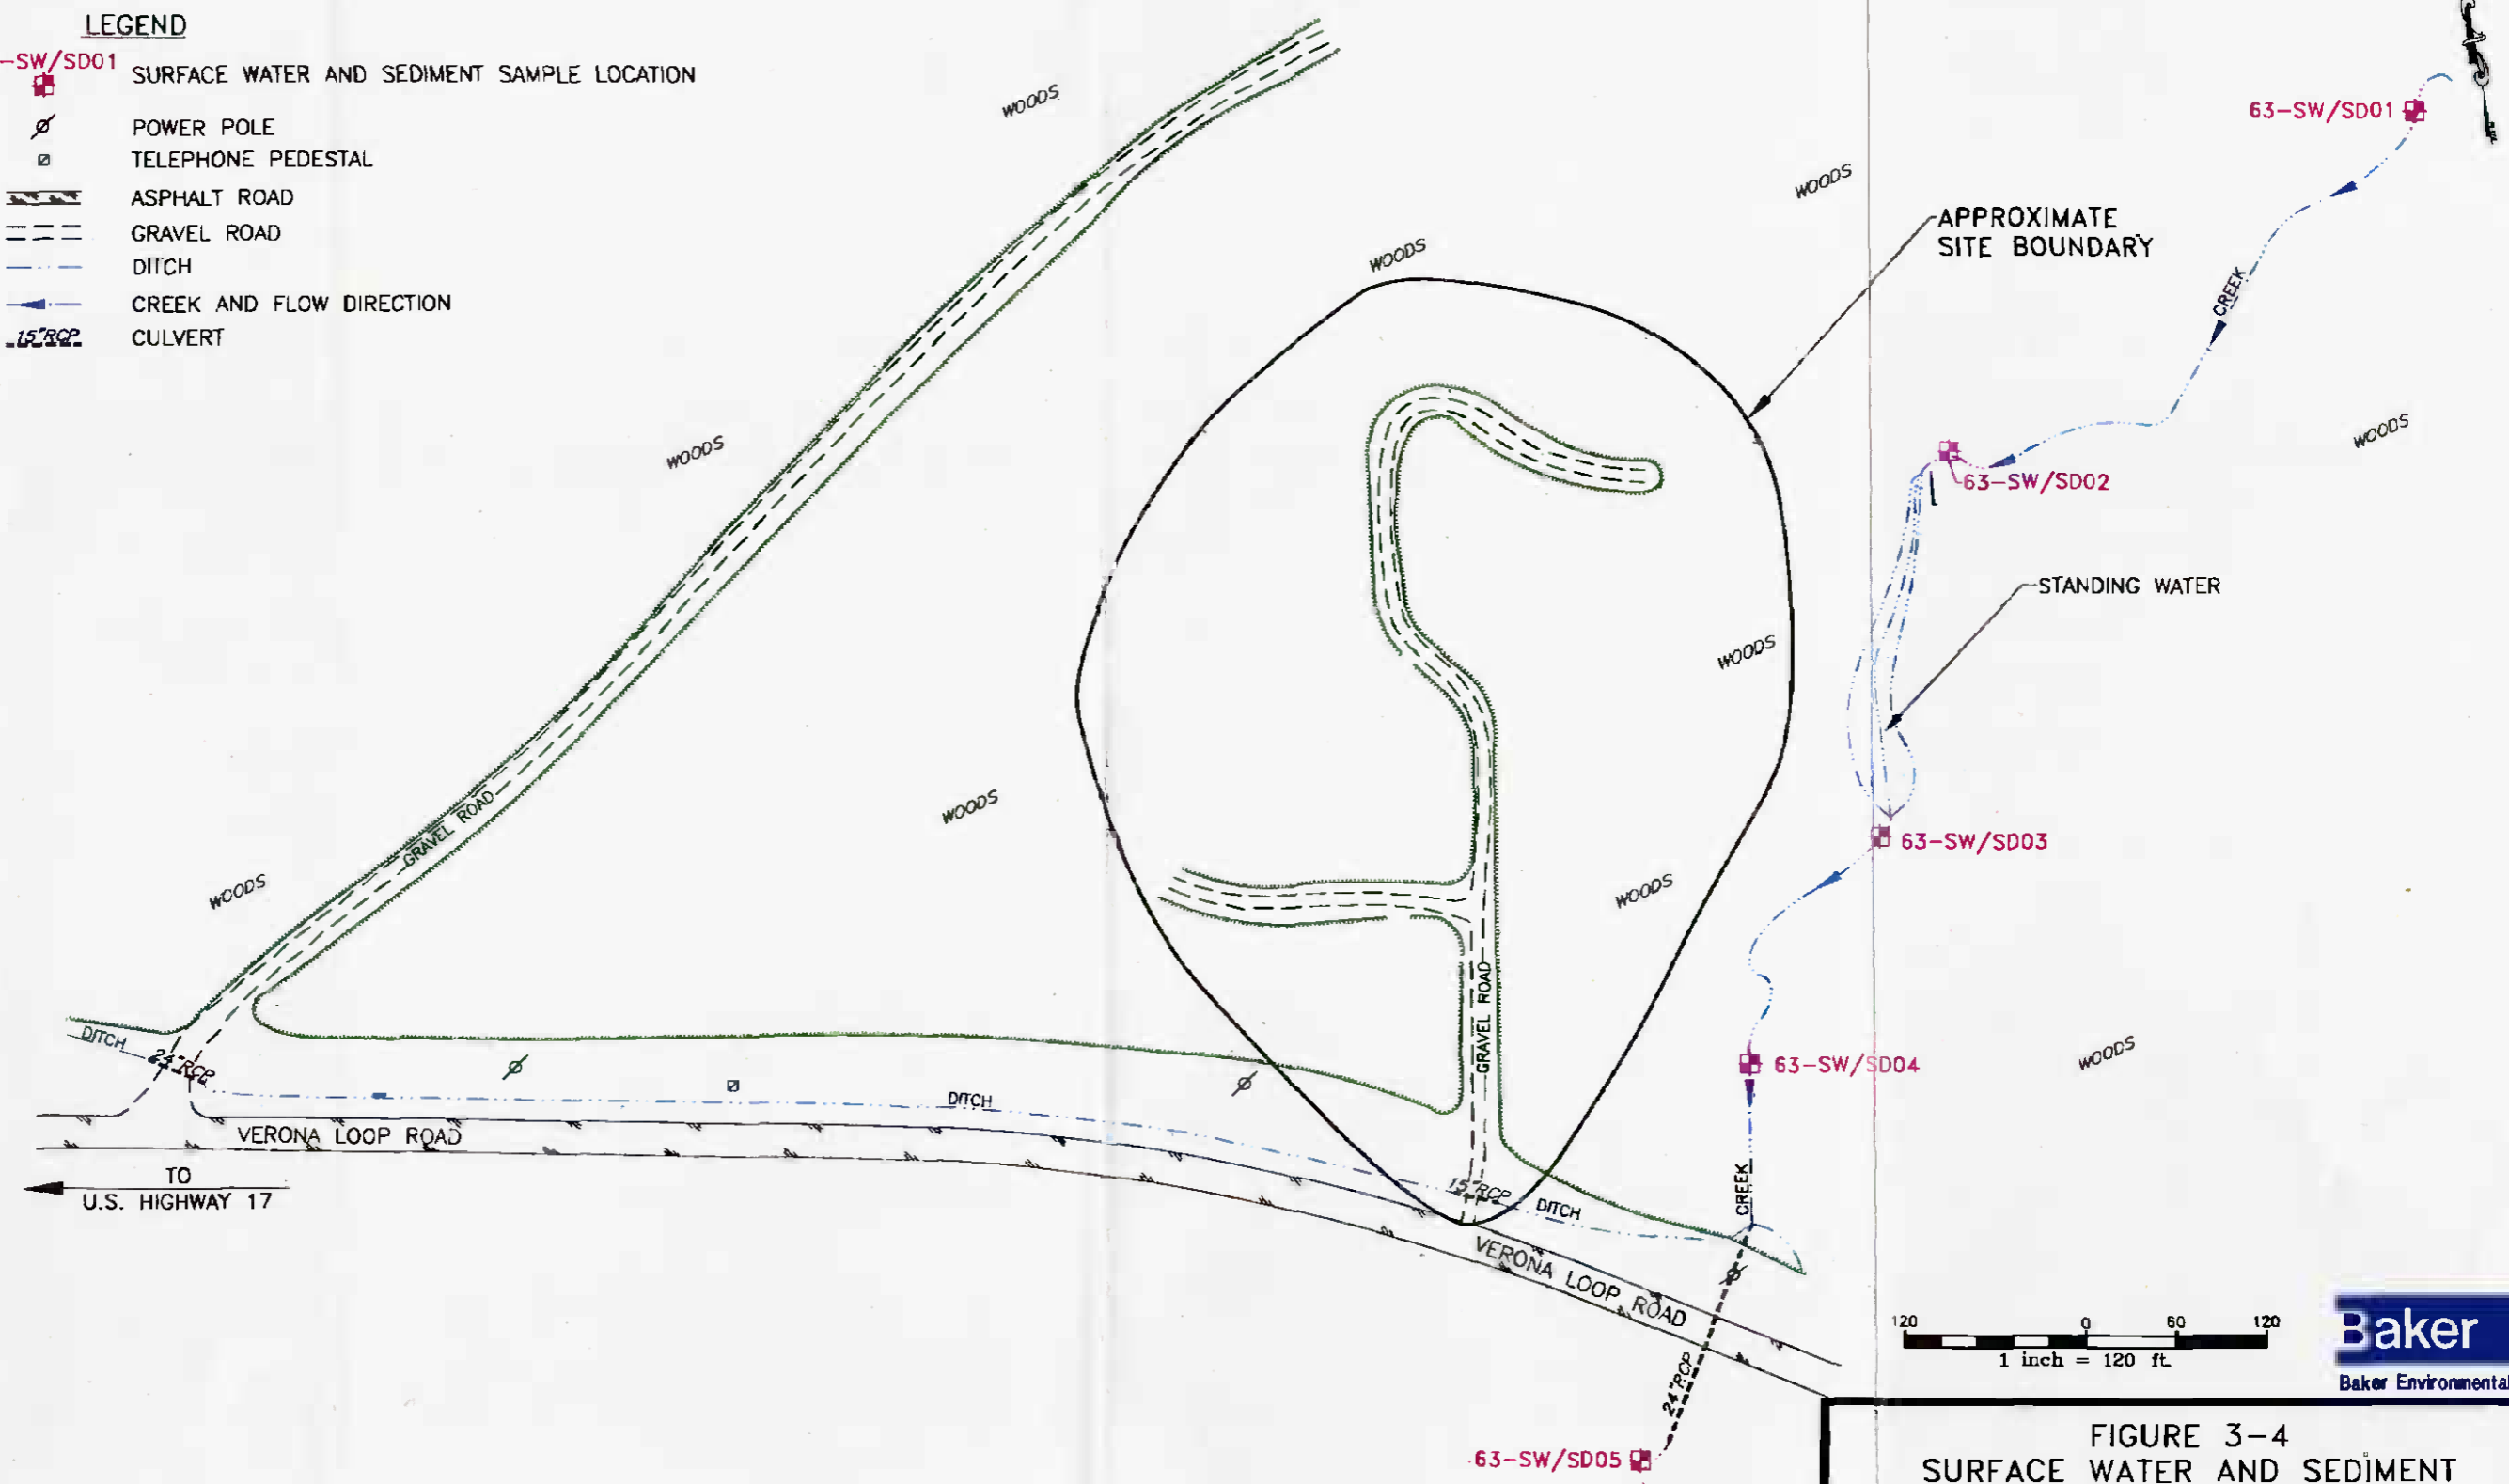 LEGEND
-SW/SD01
SURFACE WATER AND SEDIMENT SAMPLE LOCATION
POWER POLE
TELEPHONE PEDESTAL
ASPHALT ROAD
GRAVEL ROAD
DITCH
CREEK AND FLOW DIRECTION
15"RCP
CULVERT
WOODS
63-SW/SD01
WOODS
APPROXIMATE
SITE BOUNDARY
WOODS
CREEK
WOODS
WOODS
63-SW/SD02
STANDING WATER
WOODS
WOODS
GRAVEL ROAD
63-SW/SD03
WOODS
WOODS
GRAVEL ROAD
DITCH
24"RCP
63-SW/SD04
WOODS
DITCH
VERONA LOOP ROAD
TO
U.S. HIGHWAY 17
15"RCP
DITCH
CREEK
VERONA LOOP ROAD
24"RCP
63-SW/SD05
120 0 60 120
1 inch = 120 ft.
Baker
Baker Environmental
FIGURE 3-4
SURFACE WATER AND SEDIMENT